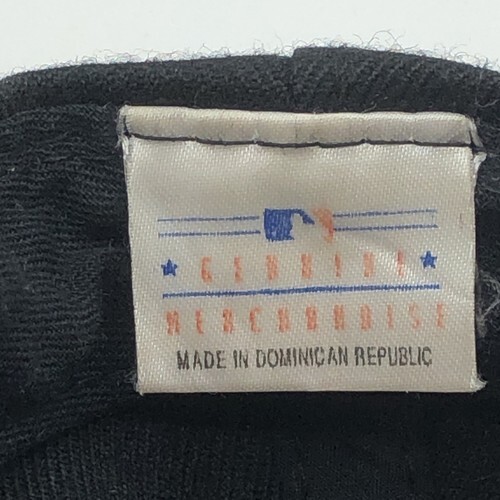 GENUINE
MERCHANDISE
MADE IN DOMINICAN REPUBLIC